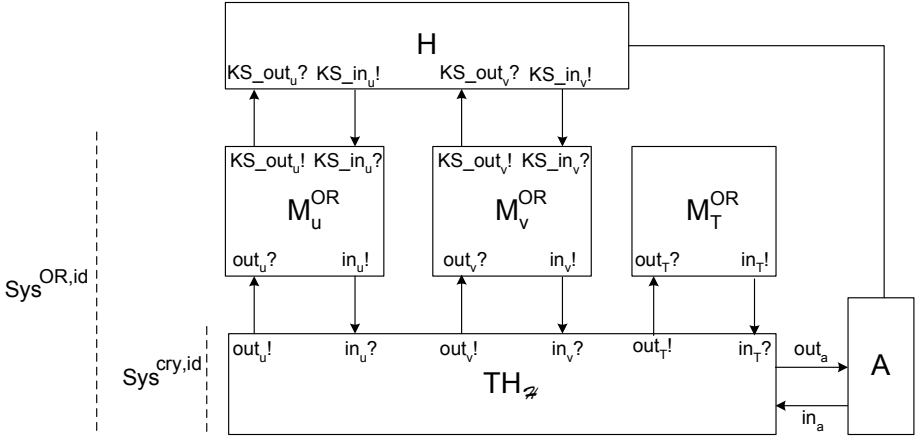 H
KS_out_u? KS_in_u! KS_out_v? KS_in_v!
KS_out_u! KS_in_u? KS_out_v! KS_in_v?
M_u^OR M_v^OR M_T^OR
out_u? in_u! out_v? in_v! out_T? in_T!
Sys^OR,id
out_u! in_u? out_v! in_v? out_T! in_T?
out_a
Sys^cry,id
TH_ℋ
A
in_a